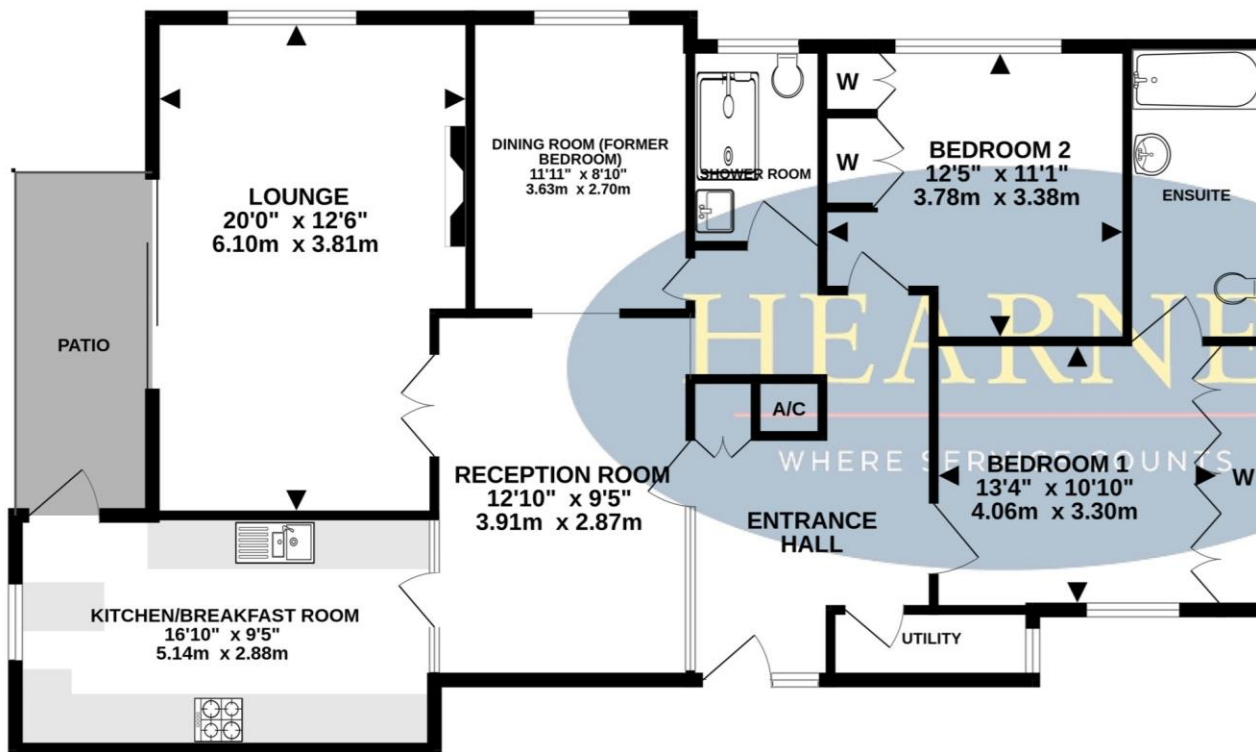 LOUNGE
20'0" x 12'6"
6.10m x 3.81m
DINING ROOM (FORMER
BEDROOM)
11'11" x 8'10"
3.63m x 2.70m
SHOWER ROOM
W
W
BEDROOM 2
12'5" x 11'1"
3.78m x 3.38m
ENSUITE
PATIO
HEARNE
WHERE SERVICE COUNTS
A/C
RECEPTION ROOM
12'10" x 9'5"
3.91m x 2.87m
ENTRANCE
HALL
BEDROOM 1
13'4" x 10'10"
4.06m x 3.30m
W
KITCHEN/BREAKFAST ROOM
16'10" x 9'5"
5.14m x 2.88m
UTILITY